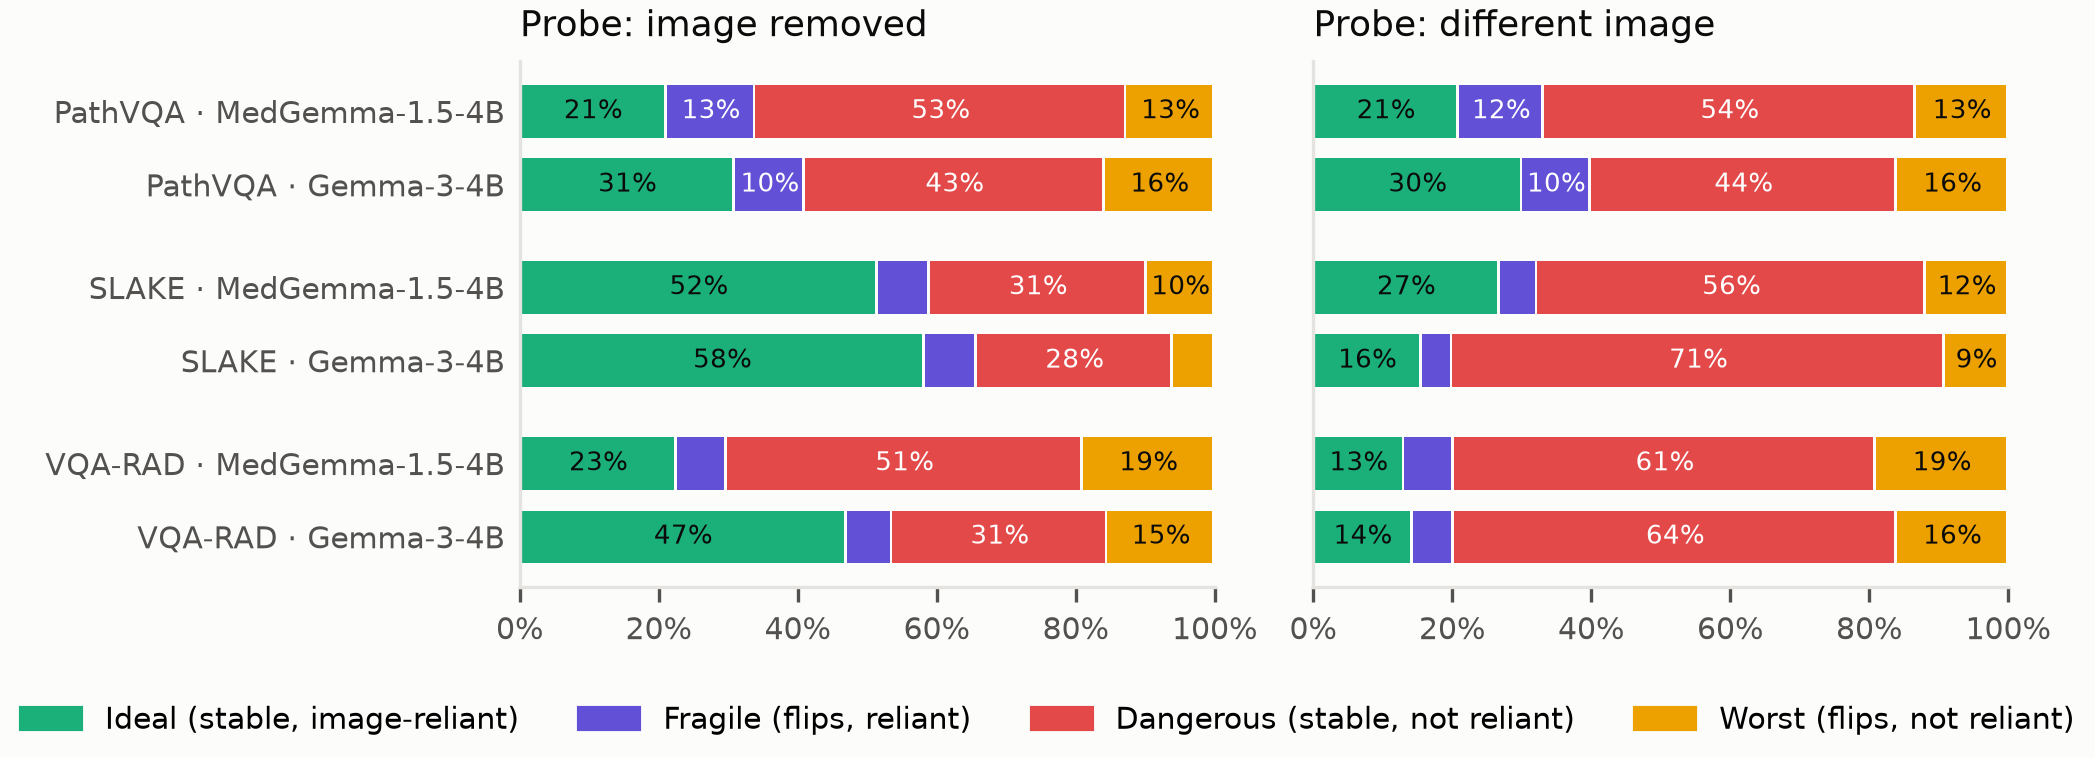 Probe: image removed
Probe: different image
PathVQA · MedGemma-1.5-4B
21% 13% 53% 13%
21% 12% 54% 13%
PathVQA · Gemma-3-4B
31% 10% 43% 16%
30% 10% 44% 16%
SLAKE · MedGemma-1.5-4B
52% 31% 10%
27% 56% 12%
SLAKE · Gemma-3-4B
58% 28%
16% 71% 9%
VQA-RAD · MedGemma-1.5-4B
23% 51% 19%
13% 61% 19%
VQA-RAD · Gemma-3-4B
47% 31% 15%
14% 64% 16%
0% 20% 40% 60% 80% 100%
0% 20% 40% 60% 80% 100%
Ideal (stable, image-reliant)
Fragile (flips, reliant)
Dangerous (stable, not reliant)
Worst (flips, not reliant)